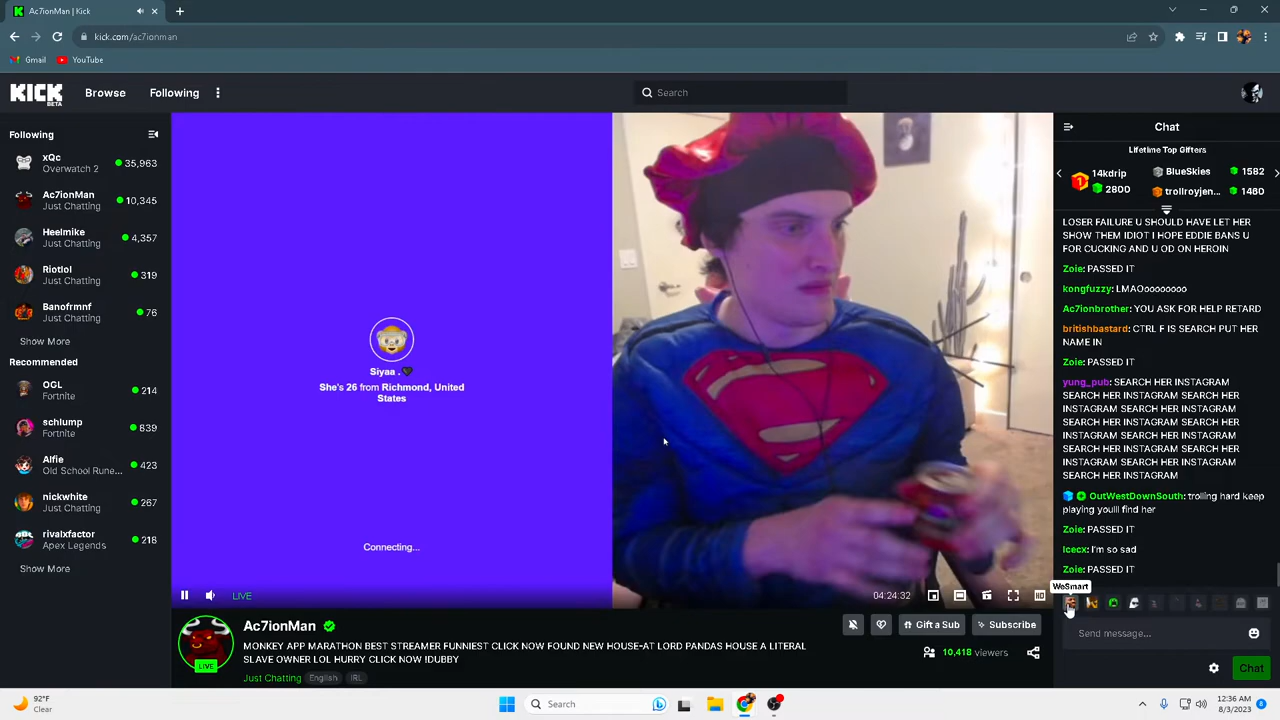 Ac7ionMan | Kick
kick.com/ac7ionman
Gmail
YouTube
KICK
BETA
Browse
Following
Search
Following
xQc
Overwatch 2
35,963
Ac7ionMan
Just Chatting
10,345
Heelmike
Just Chatting
4,357
Riotlol
Just Chatting
319
Banofrmnf
Just Chatting
76
Show More
Recommended
OGL
Fortnite
214
schlump
Fortnite
839
Alfie
Old School Rune...
423
nickwhite
Just Chatting
267
rivalxfactor
Apex Legends
218
Show More
Siyaa .
She's 26 from Richmond, United
States
Connecting...
LIVE
04:24:32
HD
LIVE
Ac7ionMan
MONKEY APP MARATHON BEST STREAMER FUNNIEST CLICK NOW FOUND NEW HOUSE-AT LORD PANDAS HOUSE A LITERAL
SLAVE OWNER LOL HURRY CLICK NOW !DUBBY
Just Chatting
English
IRL
Gift a Sub
Subscribe
10,418 viewers
Chat
Lifetime Top Gifters
14kdrip
2800
BlueSkies
1582
trollroyjen...
1460
LOSER FAILURE U SHOULD HAVE LET HER
SHOW THEM IDIOT I HOPE EDDIE BANS U
FOR CUCKING AND U OD ON HEROIN
Zoie: PASSED IT
kongfuzzy: LMAOoooooooo
Ac7ionbrother: YOU ASK FOR HELP RETARD
britishbastard: CTRL F IS SEARCH PUT HER
NAME IN
Zoie: PASSED IT
yung_pub: SEARCH HER INSTAGRAM
SEARCH HER INSTAGRAM SEARCH HER
INSTAGRAM SEARCH HER INSTAGRAM
SEARCH HER INSTAGRAM SEARCH HER
INSTAGRAM SEARCH HER INSTAGRAM
SEARCH HER INSTAGRAM SEARCH HER
INSTAGRAM SEARCH HER INSTAGRAM
SEARCH HER INSTAGRAM
OutWestDownSouth: trolling hard keep
playing youll find her
Zoie: PASSED IT
Icecx: I'm so sad
Zoie: PASSED IT
WeSmart
Send message...
Chat
92°F
Clear
Search
12:36 AM
8/3/2023